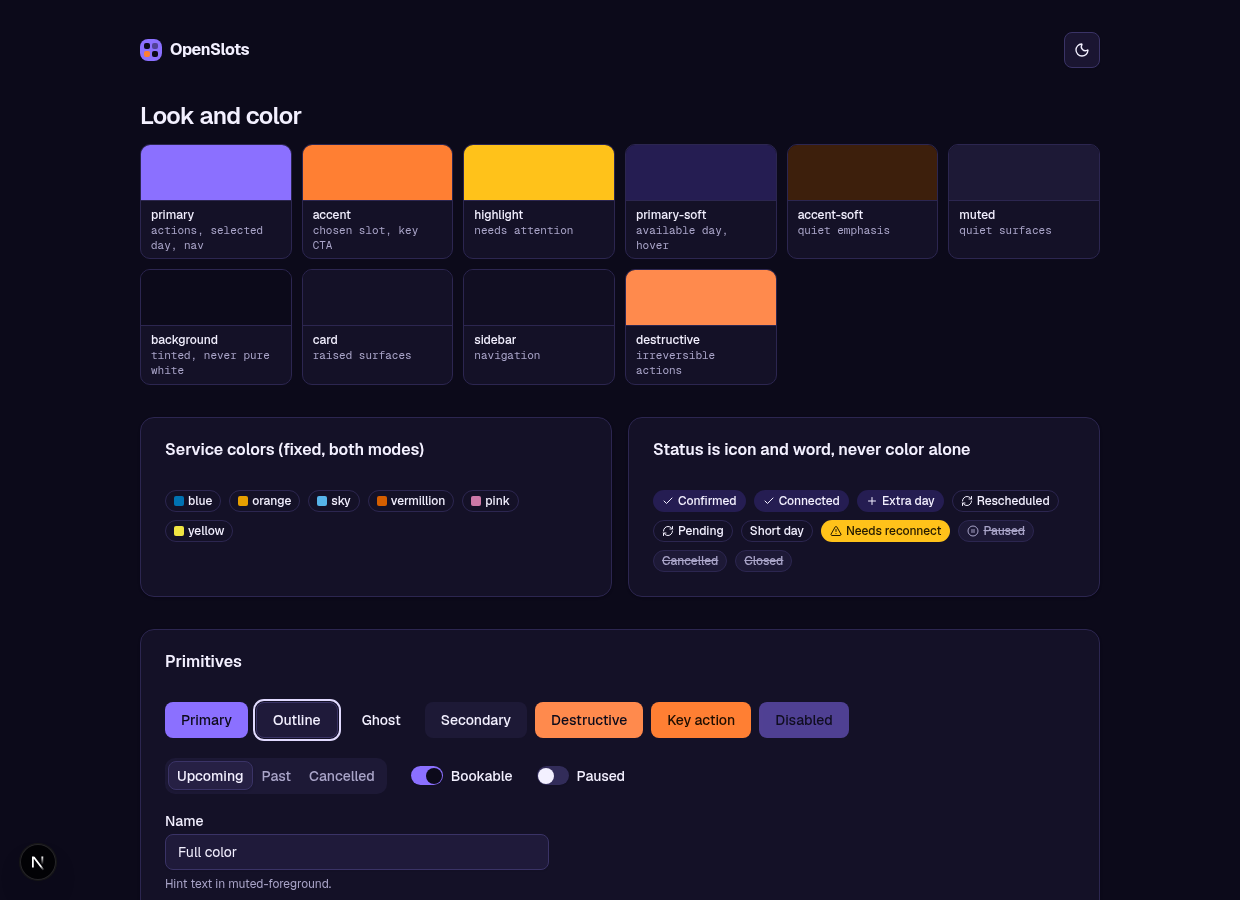 OpenSlots
Look and color
primary
actions, selected
day, nav
accent
chosen slot, key
CTA
highlight
needs attention
primary-soft
available day,
hover
accent-soft
quiet emphasis
muted
quiet surfaces
background
tinted, never pure
white
card
raised surfaces
sidebar
navigation
destructive
irreversible
actions
Service colors (fixed, both modes)
blue orange sky vermillion pink
yellow
Status is icon and word, never color alone
Confirmed Connected Extra day Rescheduled
Pending Short day Needs reconnect Paused
Cancelled Closed
Primitives
Primary Outline Ghost Secondary Destructive Key action Disabled
Upcoming Past Cancelled Bookable Paused
Name
Full color
Hint text in muted-foreground.
N